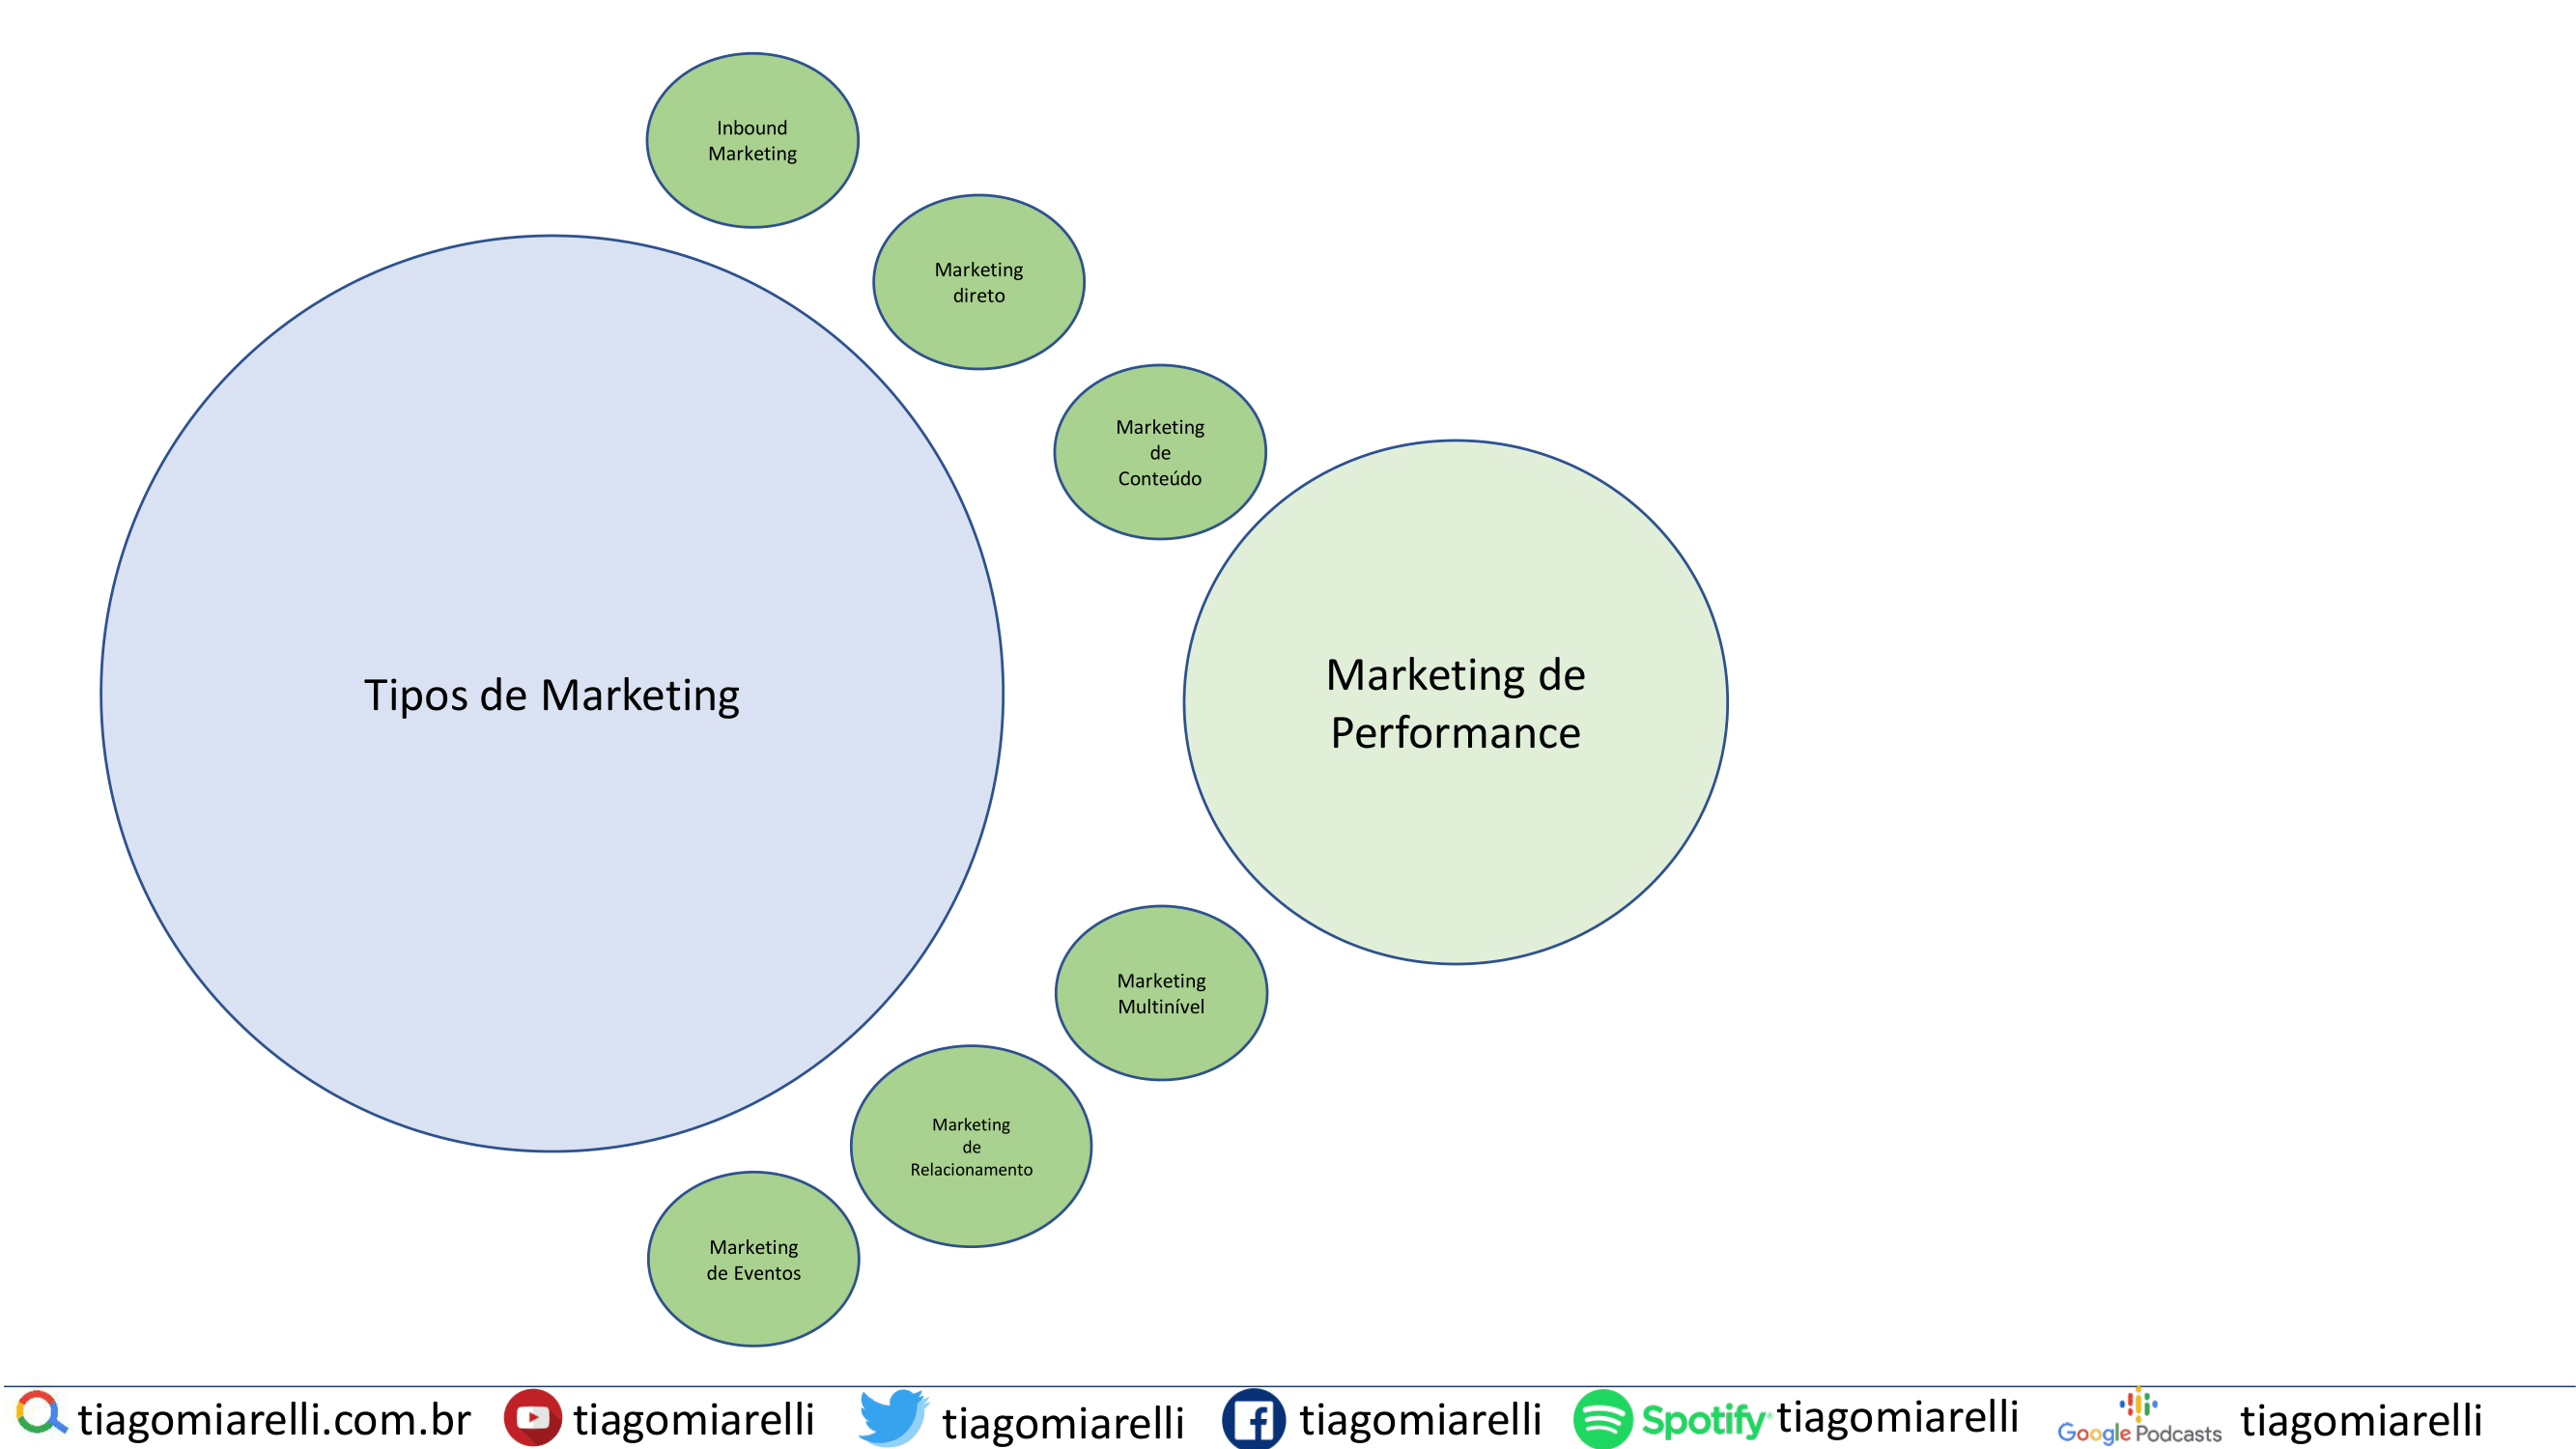 Inbound
Marketing
Marketing
direto
Marketing
de
Conteúdo
Tipos de Marketing
Marketing de
Performance
Marketing
Multinível
Marketing
de
Relacionamento
Marketing
de Eventos
tiagomiarelli.com.br
tiagomiarelli
tiagomiarelli
tiagomiarelli
Spotify
tiagomiarelli
Google Podcasts
tiagomiarelli